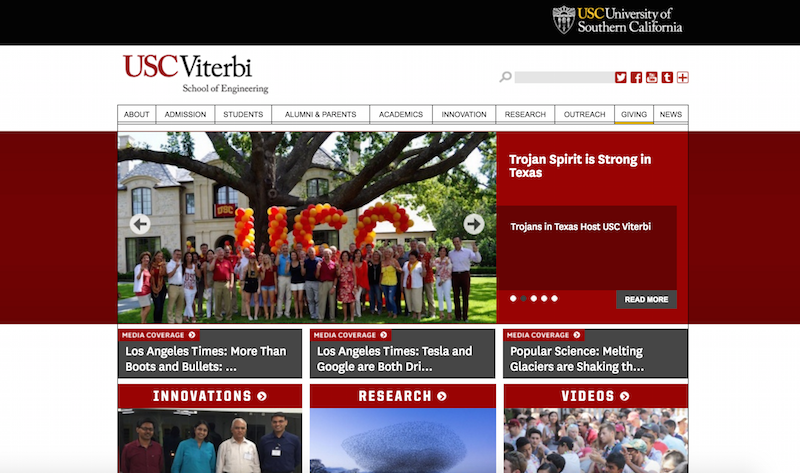 USC University of
Southern California
USC Viterbi
School of Engineering
ABOUT
ADMISSION
STUDENTS
ALUMNI & PARENTS
ACADEMICS
INNOVATION
RESEARCH
OUTREACH
GIVING
NEWS
USC
Trojan Spirit is Strong in
Texas
Trojans in Texas Host USC Viterbi
READ MORE
MEDIA COVERAGE
Los Angeles Times: More Than
Boots and Bullets: ...
MEDIA COVERAGE
Los Angeles Times: Tesla and
Google are Both Dri...
MEDIA COVERAGE
Popular Science: Melting
Glaciers are Shaking th...
INNOVATIONS
RESEARCH
VIDEOS